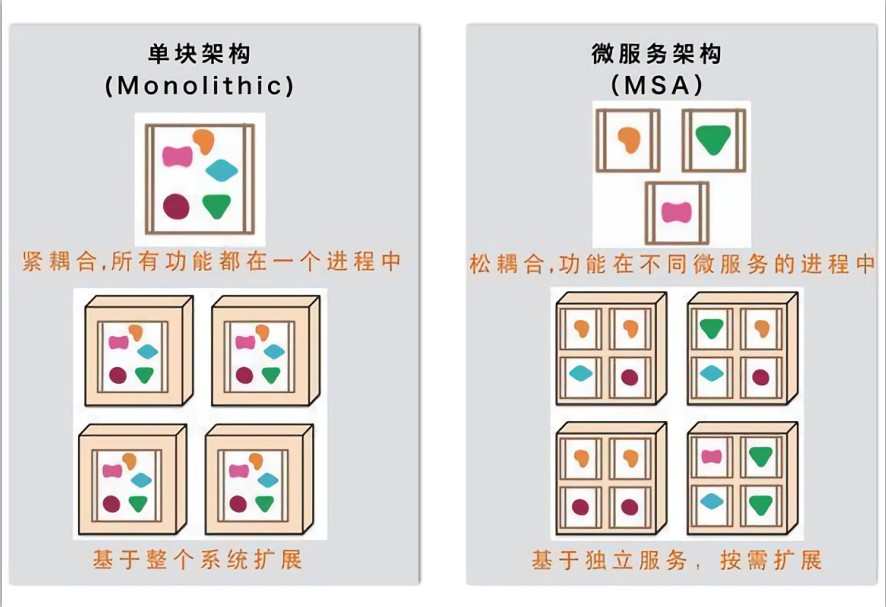 单块架构
(Monolithic)
紧耦合,所有功能都在一个进程中
基于整个系统扩展
微服务架构
(MSA)
松耦合,功能在不同微服务的进程中
基于独立服务，按需扩展